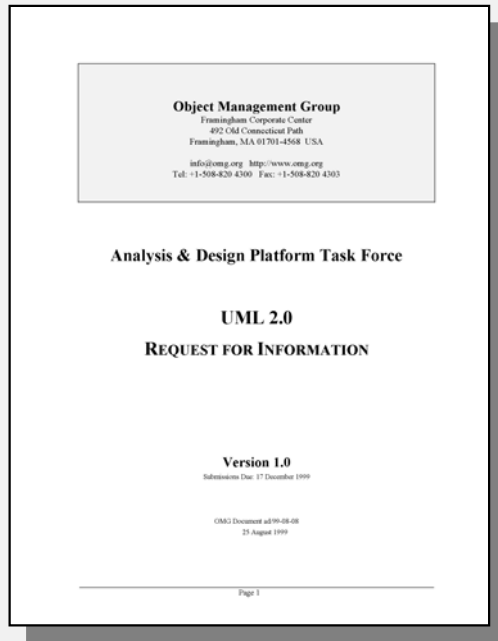 Object Management Group
Framingham Corporate Center
492 Old Connecticut Path
Framingham, MA 01701-4568 USA
info@omg.org http://www.omg.org
Tel: +1-508-820 4300 Fax: +1-508-820 4303
Analysis & Design Platform Task Force
UML 2.0
REQUEST FOR INFORMATION
Version 1.0
Submissions Due: 17 December 1999
OMG Document ad/99-08-08
25 August 1999
Page 1